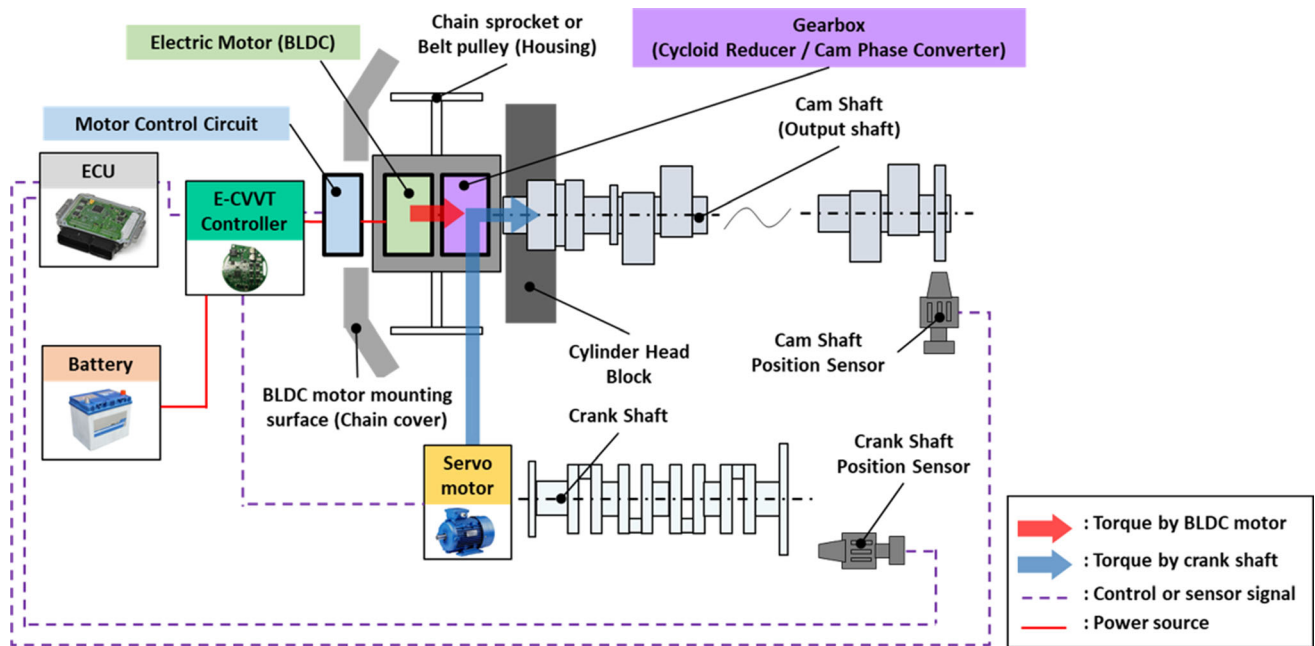 Electric Motor (BLDC)
Chain sprocket or
Belt pulley (Housing)
Gearbox
(Cycloid Reducer / Cam Phase Converter)
Motor Control Circuit
Cam Shaft
(Output shaft)
ECU
E-CVVT
Controller
Battery
BLDC motor mounting
surface (Chain cover)
Cylinder Head
Block
Cam Shaft
Position Sensor
Crank Shaft
Crank Shaft
Position Sensor
Servo
motor
: Torque by BLDC motor
: Torque by crank shaft
: Control or sensor signal
: Power source